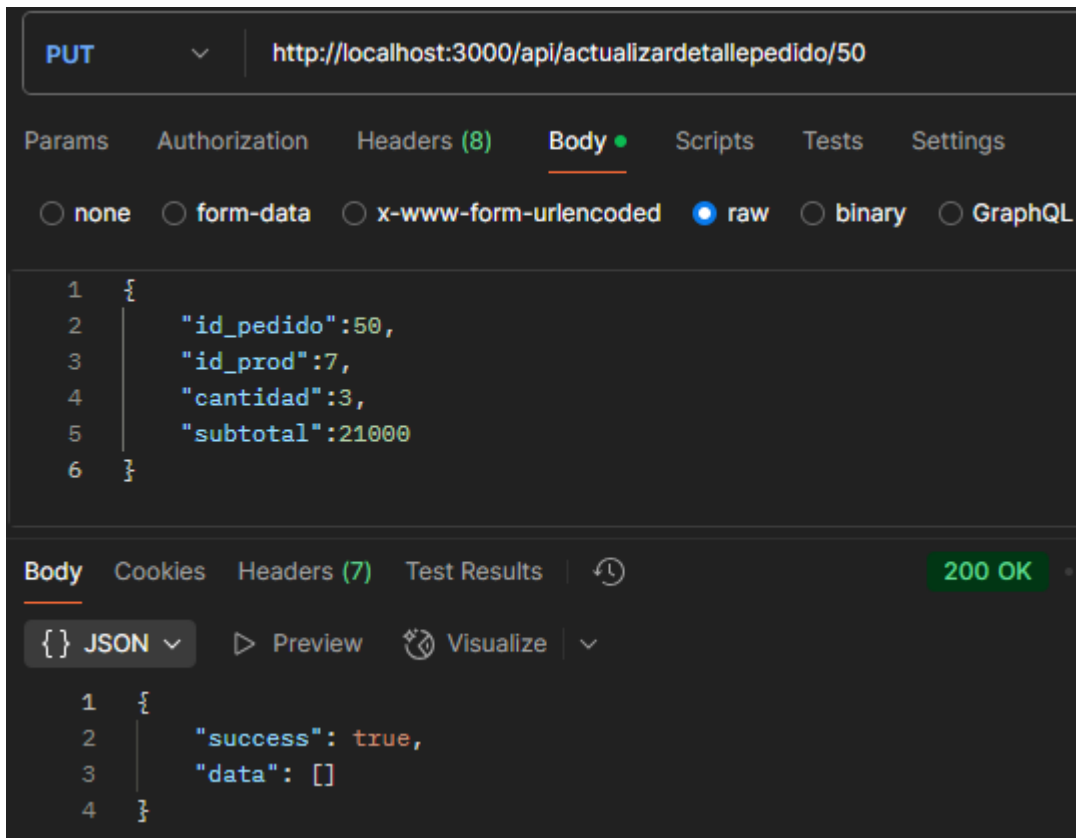 PUT http://localhost:3000/api/actualizardetallepedido/50
Params Authorization Headers (8) Body Scripts Tests Settings
none form-data x-www-form-urlencoded raw binary GraphQL
1 {
2 "id_pedido":50,
3 "id_prod":7,
4 "cantidad":3,
5 "subtotal":21000
6 }
Body Cookies Headers (7) Test Results 200 OK
{} JSON Preview Visualize
1 {
2 "success": true,
3 "data": []
4 }